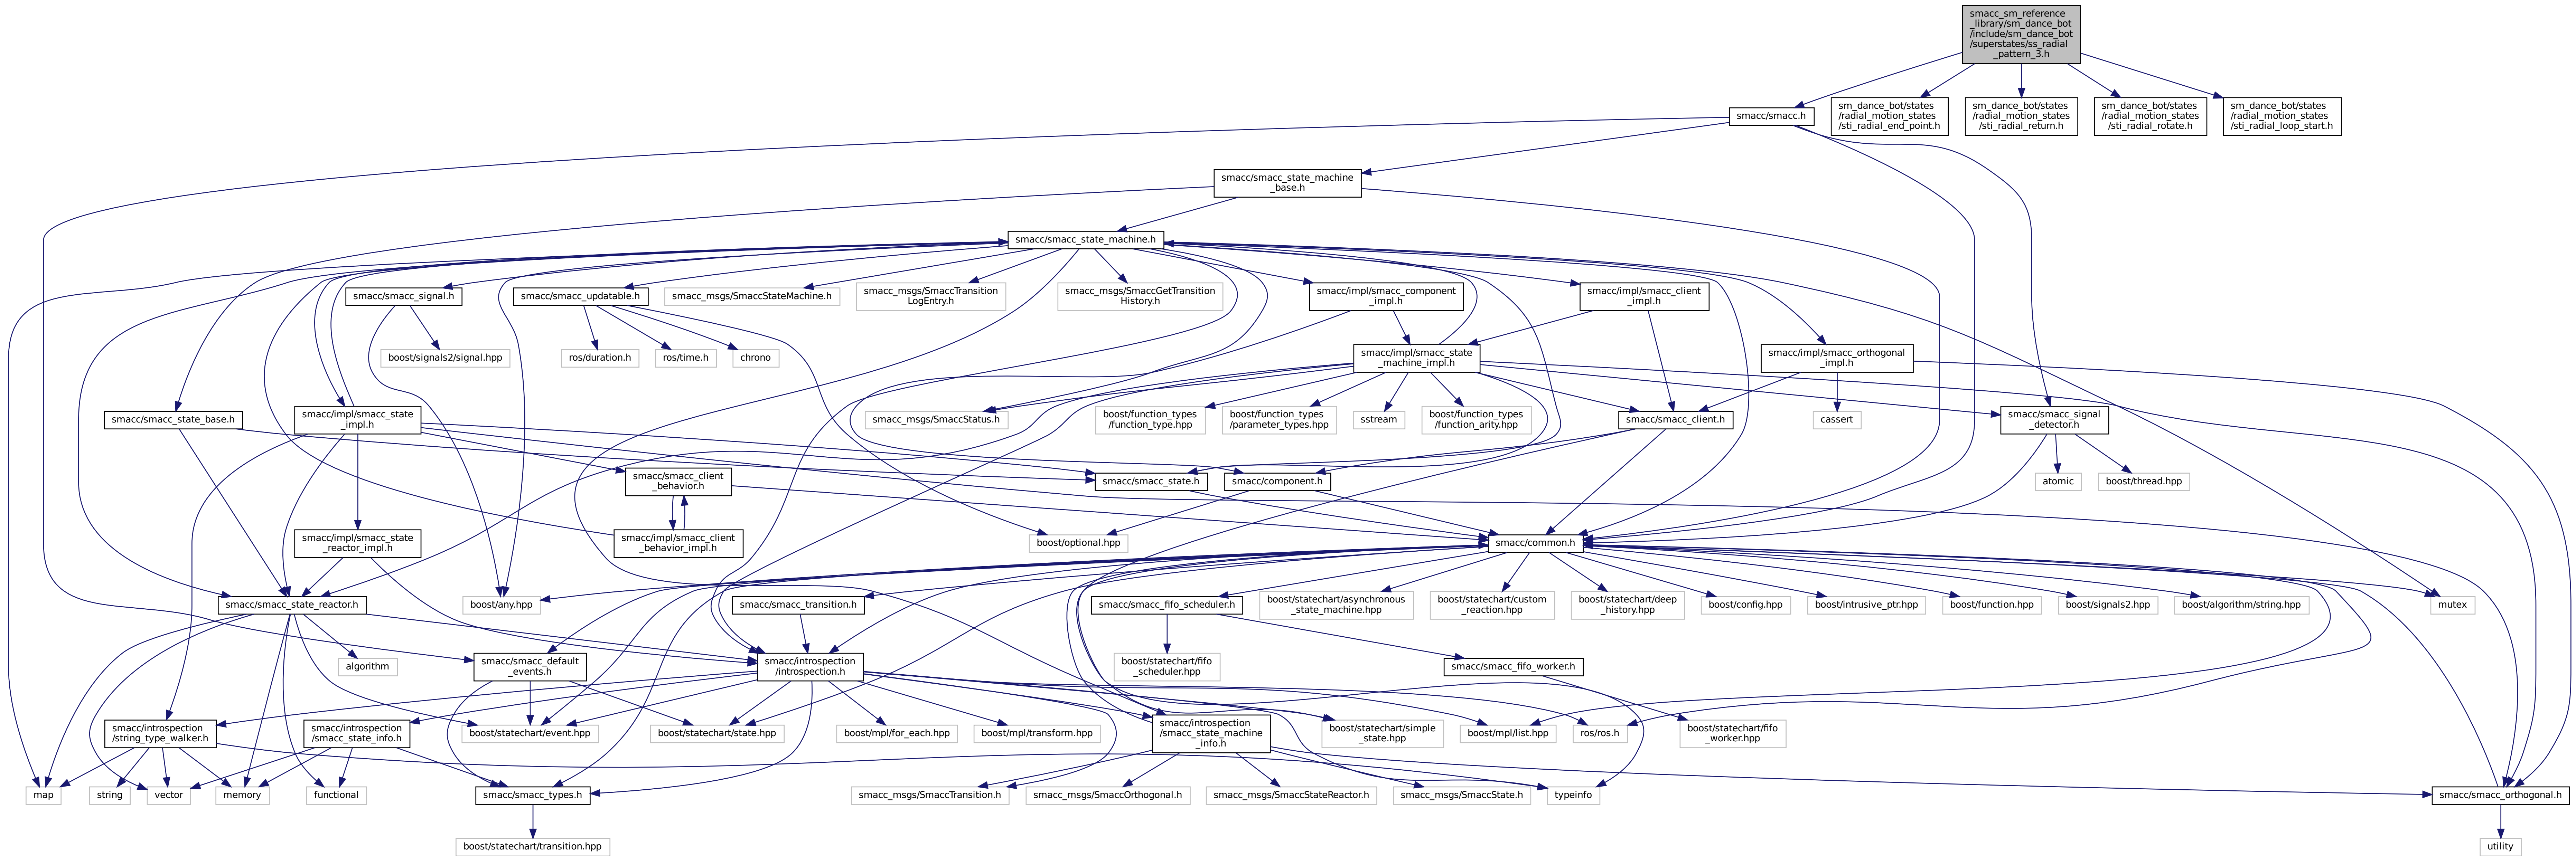 smacc_sm_reference
_library/sm_dance_bot
/include/sm_dance_bot
/superstates/ss_radial
_pattern_3.h
smacc/smacc.h
sm_dance_bot/states
/radial_motion_states
/sti_radial_end_point.h
sm_dance_bot/states
/radial_motion_states
/sti_radial_return.h
sm_dance_bot/states
/radial_motion_states
/sti_radial_rotate.h
sm_dance_bot/states
/radial_motion_states
/sti_radial_loop_start.h
smacc/smacc_state_machine
_base.h
smacc/smacc_state_machine.h
smacc/smacc_signal.h
smacc/smacc_updatable.h
smacc_msgs/SmaccStateMachine.h
smacc_msgs/SmaccTransition
LogEntry.h
smacc_msgs/SmaccGetTransition
History.h
smacc/impl/smacc_component
_impl.h
smacc/impl/smacc_client
_impl.h
boost/signals2/signal.hpp
ros/duration.h
ros/time.h
chrono
smacc/impl/smacc_state
_machine_impl.h
smacc/impl/smacc_orthogonal
_impl.h
smacc/smacc_state_base.h
smacc/impl/smacc_state
_impl.h
smacc_msgs/SmaccStatus.h
boost/function_types
/function_type.hpp
boost/function_types
/parameter_types.hpp
sstream
boost/function_types
/function_arity.hpp
smacc/smacc_client.h
cassert
smacc/smacc_signal
_detector.h
smacc/smacc_client
_behavior.h
smacc/smacc_state.h
smacc/component.h
atomic
boost/thread.hpp
smacc/impl/smacc_state
_reactor_impl.h
smacc/impl/smacc_client
_behavior_impl.h
boost/optional.hpp
smacc/common.h
smacc/smacc_state_reactor.h
boost/any.hpp
smacc/smacc_transition.h
smacc/smacc_fifo_scheduler.h
boost/statechart/asynchronous
_state_machine.hpp
boost/statechart/custom
_reaction.hpp
boost/statechart/deep
_history.hpp
boost/config.hpp
boost/intrusive_ptr.hpp
boost/function.hpp
boost/signals2.hpp
boost/algorithm/string.hpp
mutex
algorithm
smacc/smacc_default
_events.h
smacc/introspection
/introspection.h
boost/statechart/fifo
_scheduler.hpp
smacc/smacc_fifo_worker.h
smacc/introspection
/string_type_walker.h
smacc/introspection
/smacc_state_info.h
boost/statechart/event.hpp
boost/statechart/state.hpp
boost/mpl/for_each.hpp
boost/mpl/transform.hpp
smacc/introspection
/smacc_state_machine
_info.h
boost/statechart/simple
_state.hpp
boost/mpl/list.hpp
ros/ros.h
boost/statechart/fifo
_worker.hpp
map
string
vector
memory
functional
smacc/smacc_types.h
smacc_msgs/SmaccTransition.h
smacc_msgs/SmaccOrthogonal.h
smacc_msgs/SmaccStateReactor.h
smacc_msgs/SmaccState.h
typeinfo
smacc/smacc_orthogonal.h
boost/statechart/transition.hpp
utility